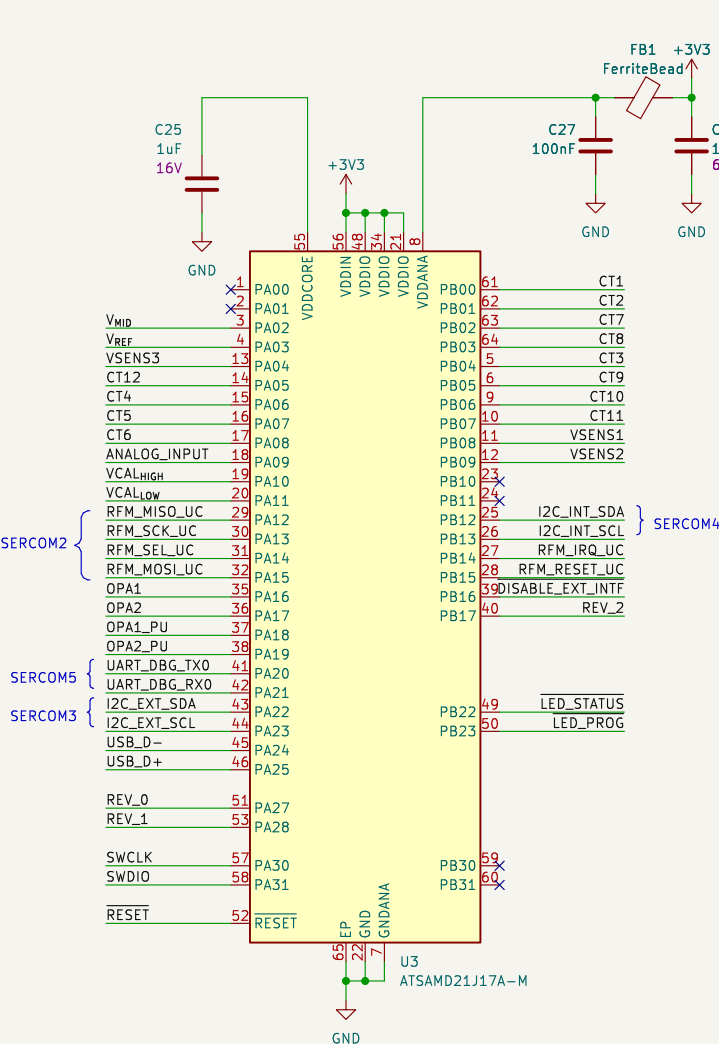 FB1 +3V3
FerriteBead
C25
1uF
16V
C27
100nF
C
1
6
+3V3
GND
GND
GND
55 56 48 34 21 8
VDDCORE VDDIN VDDIO VDDIO VDDIO VDDANA
1 PA00
2 PA01
V_MID 3 PA02
V_REF 4 PA03
VSENS3 13 PA04
CT12 14 PA05
CT4 15 PA06
CT5 16 PA07
CT6 17 PA08
ANALOG_INPUT 18 PA09
VCAL_HIGH 19 PA10
VCAL_LOW 20 PA11
SERCOM2
RFM_MISO_UC 29 PA12
RFM_SCK_UC 30 PA13
RFM_SEL_UC 31 PA14
RFM_MOSI_UC 32 PA15
OPA1 35 PA16
OPA2 36 PA17
OPA1_PU 37 PA18
OPA2_PU 38 PA19
SERCOM5
UART_DBG_TX0 41 PA20
UART_DBG_RX0 42 PA21
SERCOM3
I2C_EXT_SDA 43 PA22
I2C_EXT_SCL 44 PA23
USB_D- 45 PA24
USB_D+ 46 PA25
REV_0 51 PA27
REV_1 53 PA28
SWCLK 57 PA30
SWDIO 58 PA31
RESET 52 RESET
PB00 61 CT1
PB01 62 CT2
PB02 63 CT7
PB03 64 CT8
PB04 5 CT3
PB05 6 CT9
PB06 9 CT10
PB07 10 CT11
PB08 11 VSENS1
PB09 12 VSENS2
PB10 23
PB11 24
PB12 25 I2C_INT_SDA
PB13 26 I2C_INT_SCL
SERCOM4
PB14 27 RFM_IRQ_UC
PB15 28 RFM_RESET_UC
PB16 39 DISABLE_EXT_INTF
PB17 40 REV_2
PB22 49 LED_STATUS
PB23 50 LED_PROG
PB30 59
PB31 60
EP GND GNDANA
65 22 7
U3
ATSAMD21J17A-M
GND